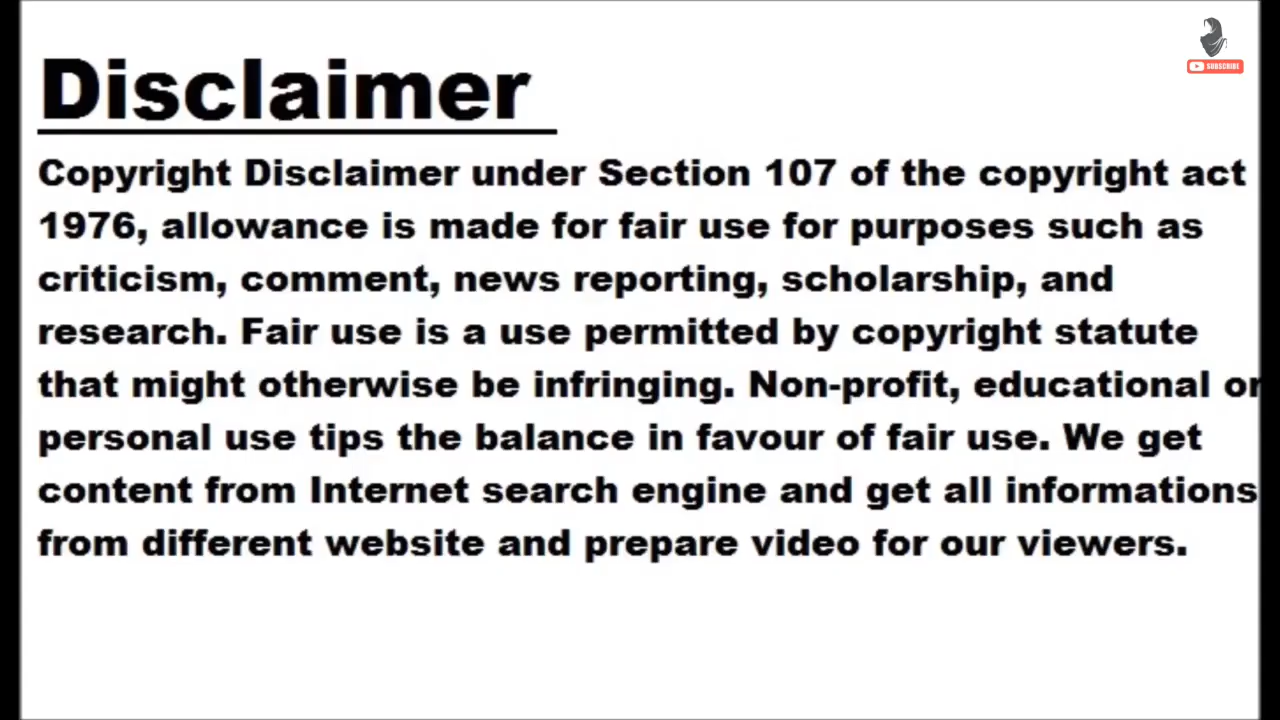 SUBSCRIBE
Disclaimer
Copyright Disclaimer under Section 107 of the copyright act
1976, allowance is made for fair use for purposes such as
criticism, comment, news reporting, scholarship, and
research. Fair use is a use permitted by copyright statute
that might otherwise be infringing. Non-profit, educational or
personal use tips the balance in favour of fair use. We get
content from Internet search engine and get all informations
from different website and prepare video for our viewers.